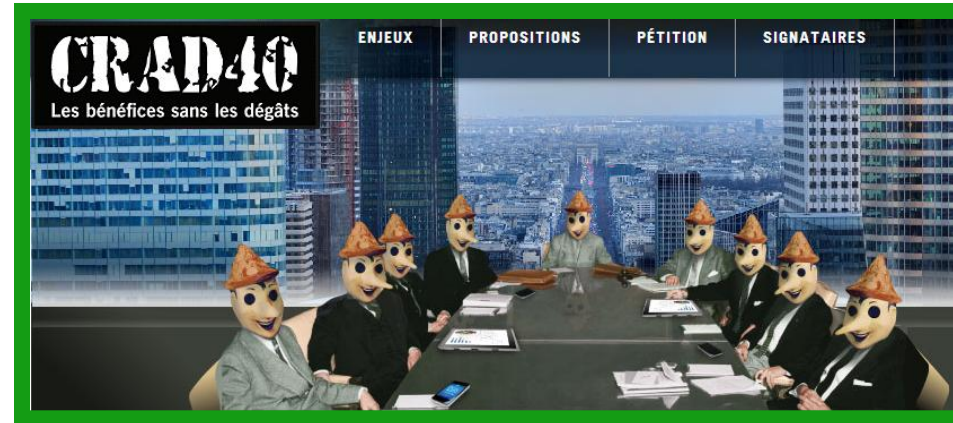 CRAD40
Les bénéfices sans les dégâts
ENJEUX PROPOSITIONS PÉTITION SIGNATAIRES